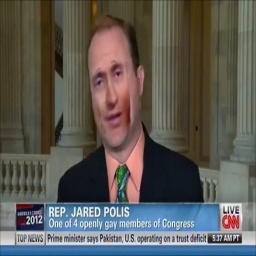 AMERICA'S CHOICE
2012
REP. JARED POLIS
One of 4 openly gay members of Congress
LIVE
CNN
TOP NEWS
Prime minister says Pakistan, U.S. operating on a trust deficit
5:37 AM PT